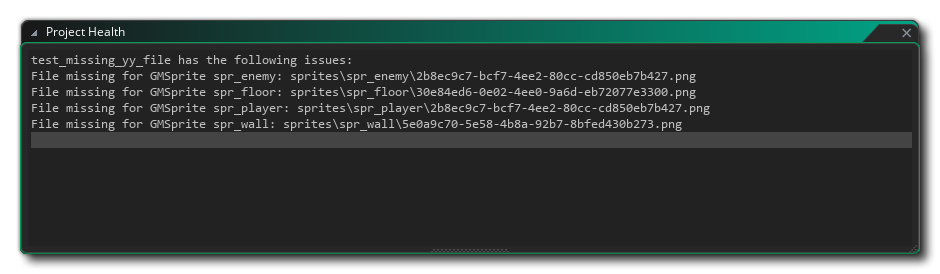 Project Health
test_missing_yy_file has the following issues:
File missing for GMSprite spr_enemy: sprites\spr_enemy\2b8ec9c7-bcf7-4ee2-80cc-cd850eb7b427.png
File missing for GMSprite spr_floor: sprites\spr_floor\30e84ed6-0e02-4ee0-9a6d-eb72077e3300.png
File missing for GMSprite spr_player: sprites\spr_player\2b8ec9c7-bcf7-4ee2-80cc-cd850eb7b427.png
File missing for GMSprite spr_wall: sprites\spr_wall\5e0a9c70-5e58-4b8a-92b7-8bfed430b273.png